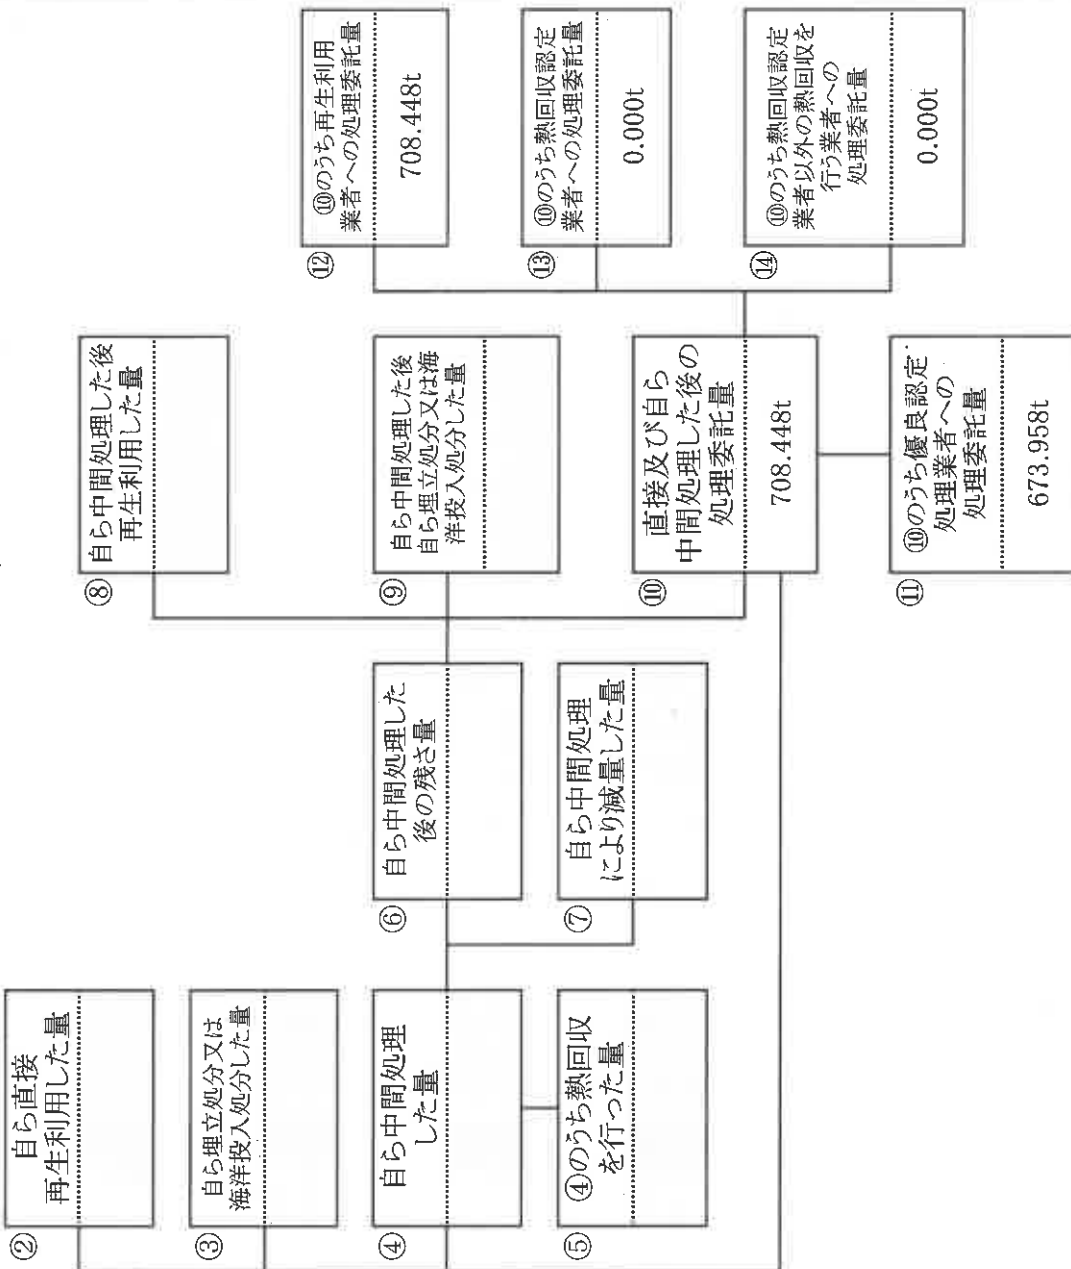 ②
自ら直接
再生利用した量
③
自ら埋立処分又は
海洋投入処分した量
④
自ら中間処理
した量
⑤
④のうち熱回収
を行った量
⑥
自ら中間処理した
後の残さ量
⑦
自ら中間処理
により減量した量
⑧
自ら中間処理した後
再生利用した量
⑨
自ら中間処理した後
自ら埋立処分又は海
洋投入処分した量
⑩
直接及び自ら
中間処理した後の
処理委託量
708.448t
⑪
⑩のうち優良認定
処理業者への
処理委託量
673.958t
⑫
⑩のうち再生利用
業者への処理委託量
708.448t
⑬
⑩のうち熱回収認定
業者への処理委託量
0.000t
⑭
⑩のうち熱回収認定
業者以外の熱回収を
行う業者への
処理委託量
0.000t